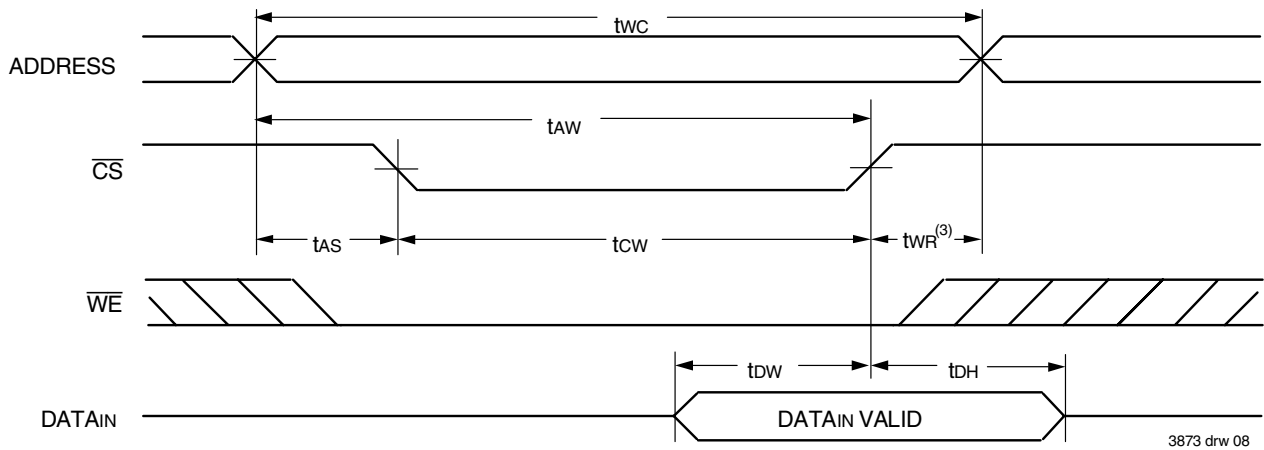 tWC
ADDRESS
tAW
CS
tAS
tCW
tWR(3)
WE
tDW
tDH
DATAIN
DATAIN VALID
3873 drw 08